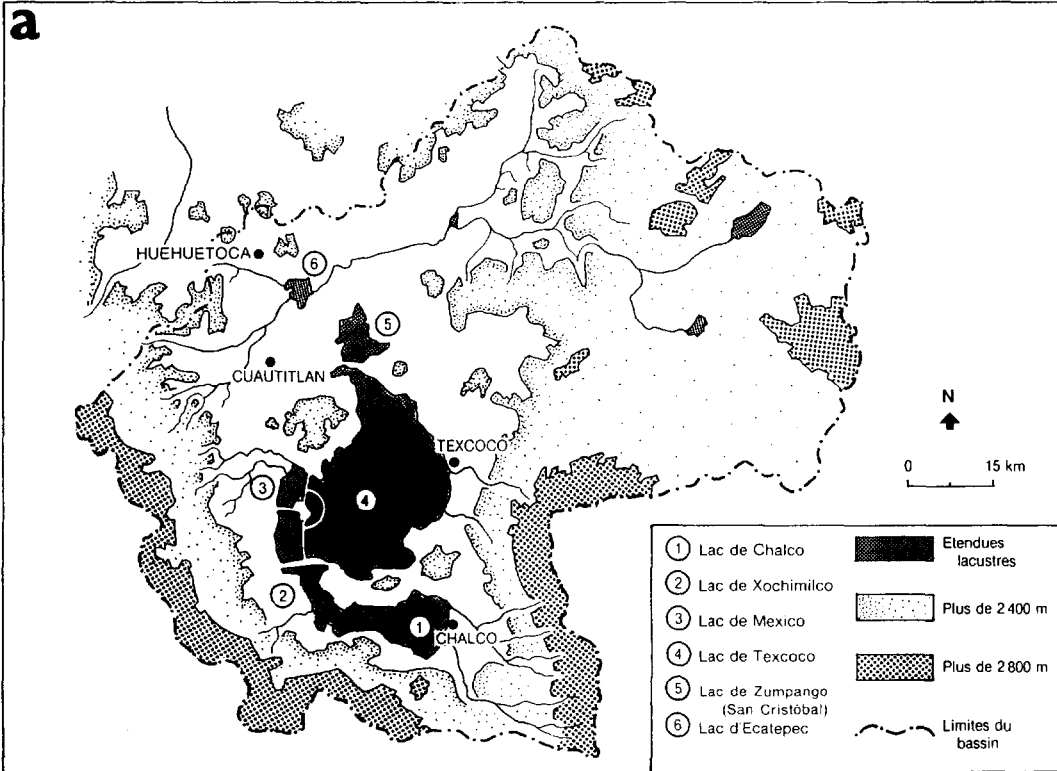 a
HUEHUETOCA
6
5
CUAUTITLAN
N
TEXCOCO
0 15 km
3
4
2
1
CHALCO
1 Lac de Chalco
2 Lac de Xochimilco
3 Lac de Mexico
4 Lac de Texcoco
5 Lac de Zumpango
(San Cristóbal)
6 Lac d'Ecatepec
Etendues
lacustres
Plus de 2 400 m
Plus de 2 800 m
Limites du
bassin